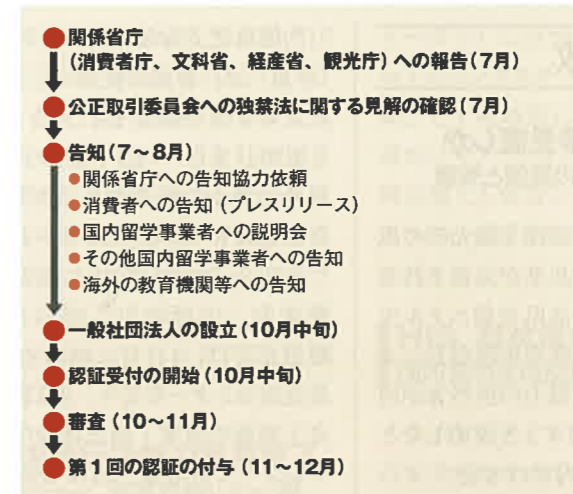 関係省庁
(消費者庁、文科省、経産省、観光庁)への報告(7月)
公正取引委員会への独禁法に関する見解の確認(7月)
告知(7～8月)
●関係省庁への告知協力依頼
●消費者への告知(プレスリリース)
●国内留学事業者への説明会
●その他国内留学事業者への告知
●海外の教育機関等への告知
一般社団法人の設立(10月中旬)
認証受付の開始(10月中旬)
審査(10～11月)
第1回の認証の付与(11～12月)